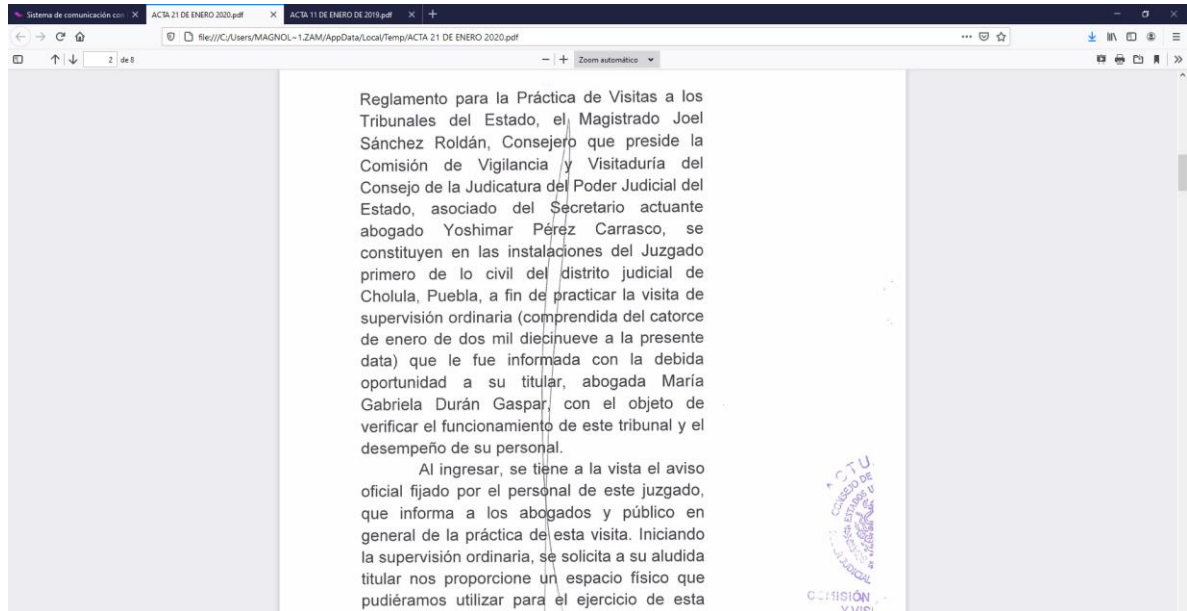 Sistema de comunicación con
ACTA 21 DE ENERO 2020.pdf
ACTA 11 DE ENERO DE 2019.pdf
file:///C:/Users/MAGNOL~1.ZAM/AppData/Local/Temp/ACTA 21 DE ENERO 2020.pdf
2 de 8
Zoom automático
Reglamento para la Práctica de Visitas a los
Tribunales del Estado, el Magistrado Joel
Sánchez Roldán, Consejero que preside la
Comisión de Vigilancia y Visitaduría del
Consejo de la Judicatura del Poder Judicial del
Estado, asociado del Secretario actuante
abogado Yoshimar Pérez Carrasco, se
constituyen en las instalaciones del Juzgado
primero de lo civil del distrito judicial de
Cholula, Puebla, a fin de practicar la visita de
supervisión ordinaria (comprendida del catorce
de enero de dos mil diecinueve a la presente
data) que le fue informada con la debida
oportunidad a su titular, abogada María
Gabriela Durán Gaspar, con el objeto de
verificar el funcionamiento de este tribunal y el
desempeño de su personal.
Al ingresar, se tiene a la vista el aviso
oficial fijado por el personal de este juzgado,
que informa a los abogados y público en
general de la práctica de esta visita. Iniciando
la supervisión ordinaria, se solicita a su aludida
titular nos proporcione un espacio físico que
pudiéramos utilizar para el ejercicio de esta
CONSEJO DE
ESTADOS U
JUDICIAL
COMISIÓN